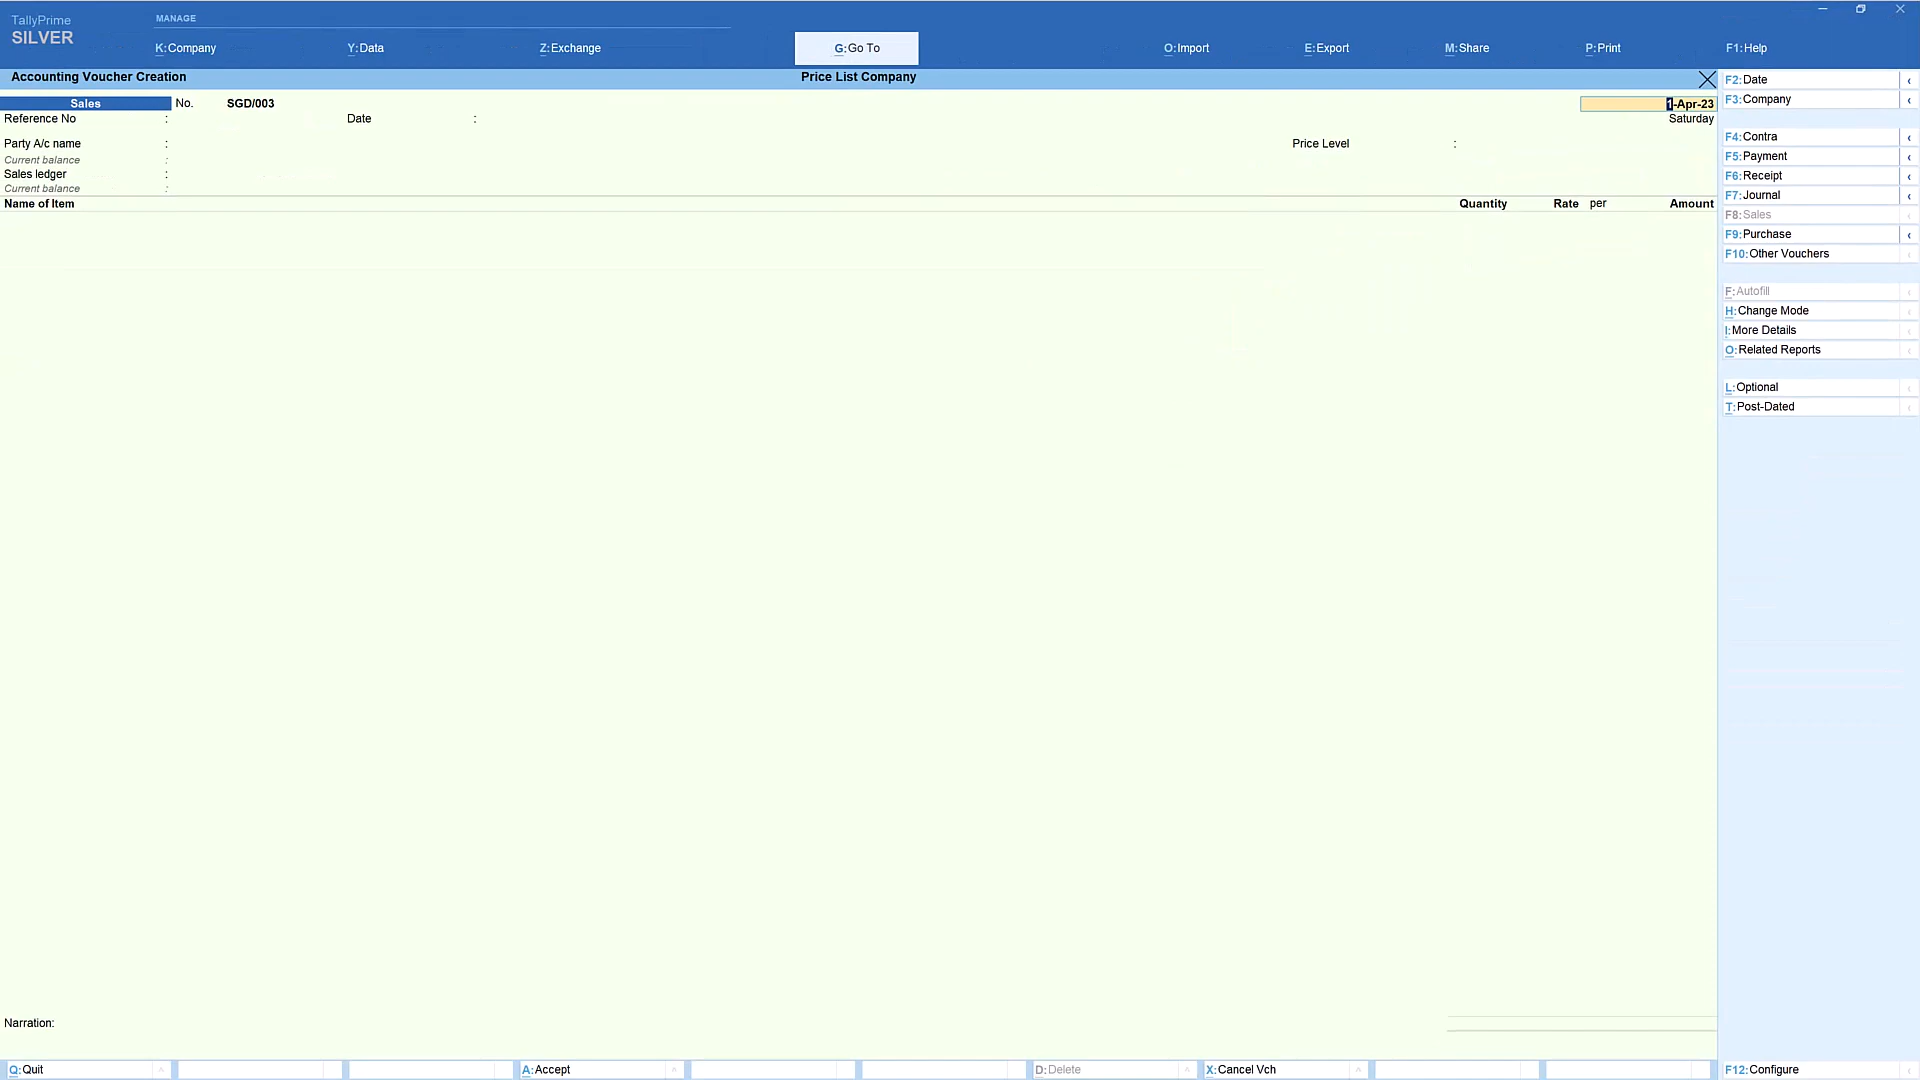 TallyPrime
MANAGE
SILVER
K:Company
Y:Data
Z:Exchange
G:Go To
O:Import
E:Export
M:Share
P:Print
F1:Help
Accounting Voucher Creation
Price List Company
Sales No. SGD/003
1-Apr-23
Reference No :
Date :
Saturday
Party A/c name :
Price Level :
Current balance :
Sales ledger :
Current balance :
Name of Item Quantity Rate per Amount
Narration:
F2:Date
F3:Company
F4:Contra
F5:Payment
F6:Receipt
F7:Journal
F8:Sales
F9:Purchase
F10:Other Vouchers
F:Autofill
H:Change Mode
I:More Details
O:Related Reports
L:Optional
T:Post-Dated
Q:Quit
A:Accept
D:Delete
X:Cancel Vch
F12:Configure